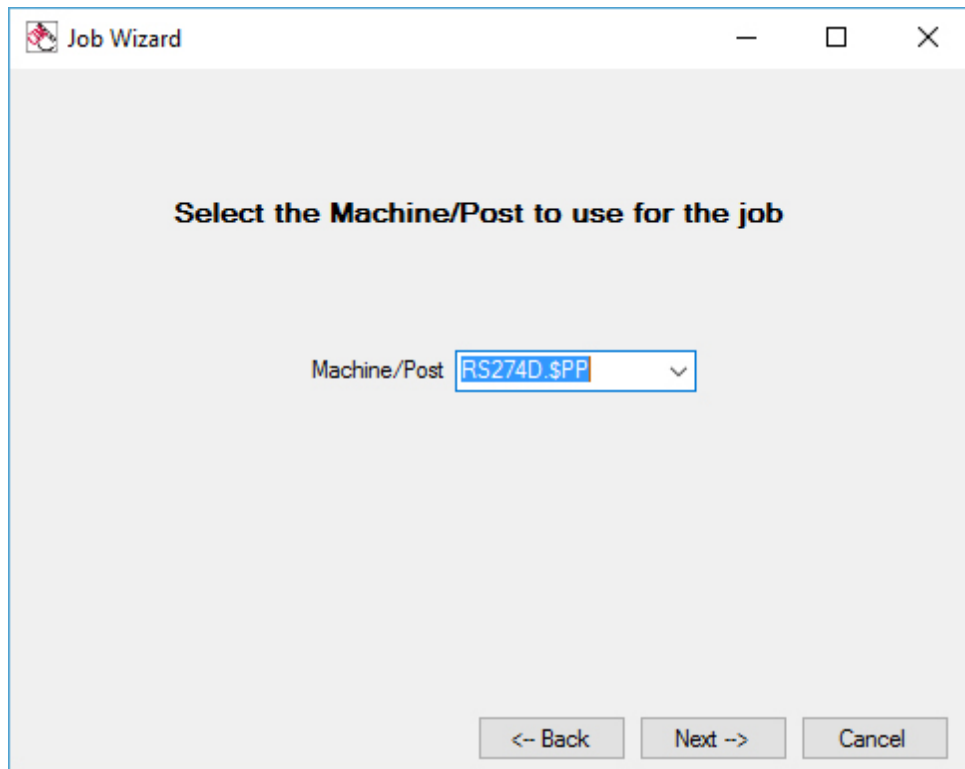 Job Wizard
Select the Machine/Post to use for the job
Machine/Post RS274D.$PP
<-- Back Next --> Cancel